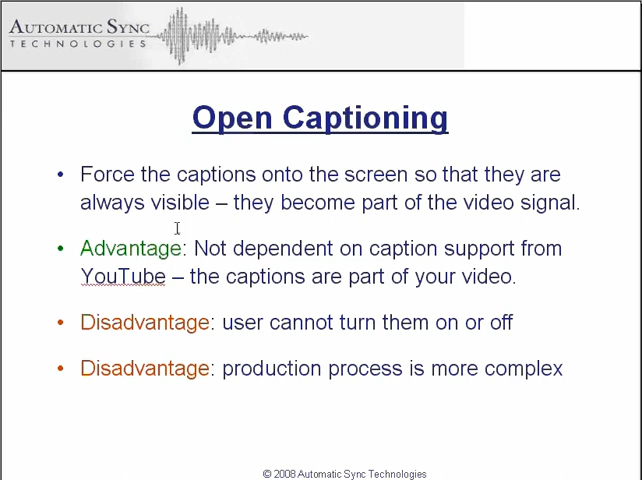 AUTOMATIC SYNC
TECHNOLOGIES
Open Captioning
• Force the captions onto the screen so that they are
always visible – they become part of the video signal.
• Advantage: Not dependent on caption support from
YouTube – the captions are part of your video.
• Disadvantage: user cannot turn them on or off
• Disadvantage: production process is more complex
© 2008 Automatic Sync Technologies